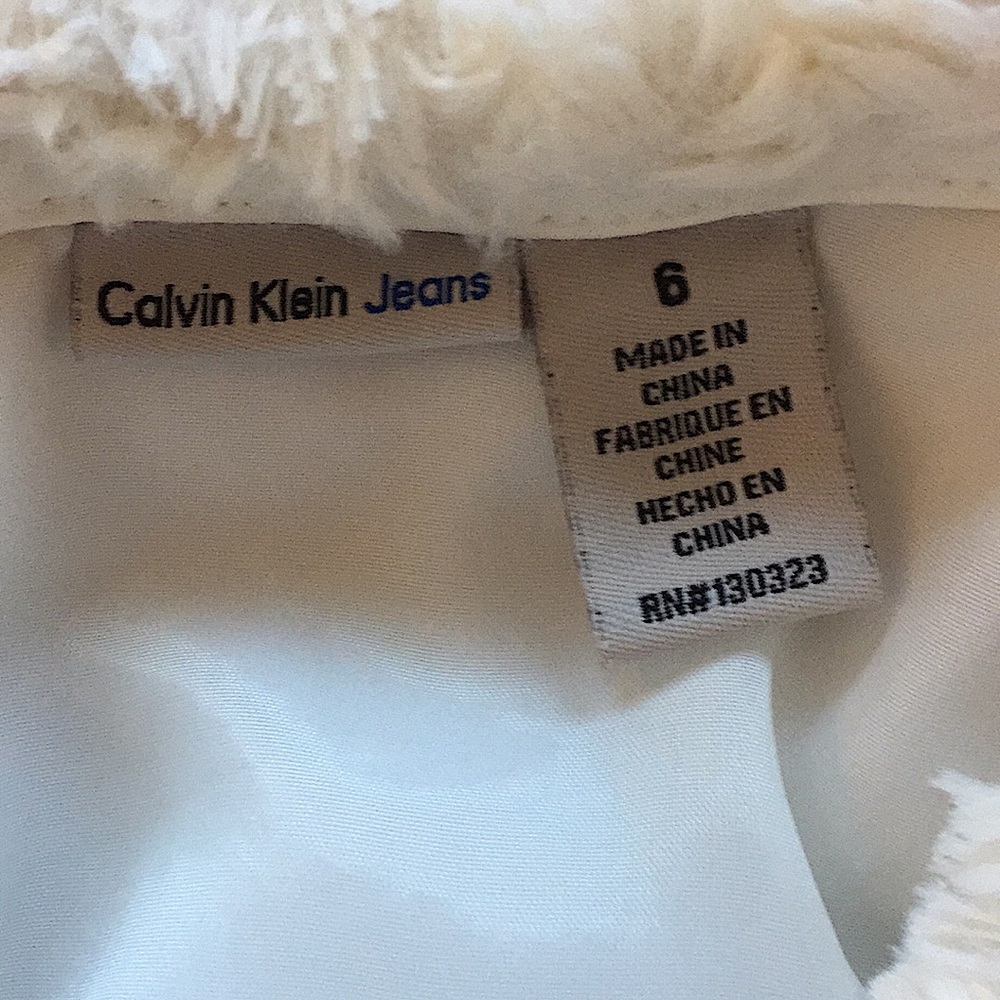 Calvin Klein Jeans
6
MADE IN
CHINA
FABRIQUE EN
CHINE
HECHO EN
CHINA
RN#130323